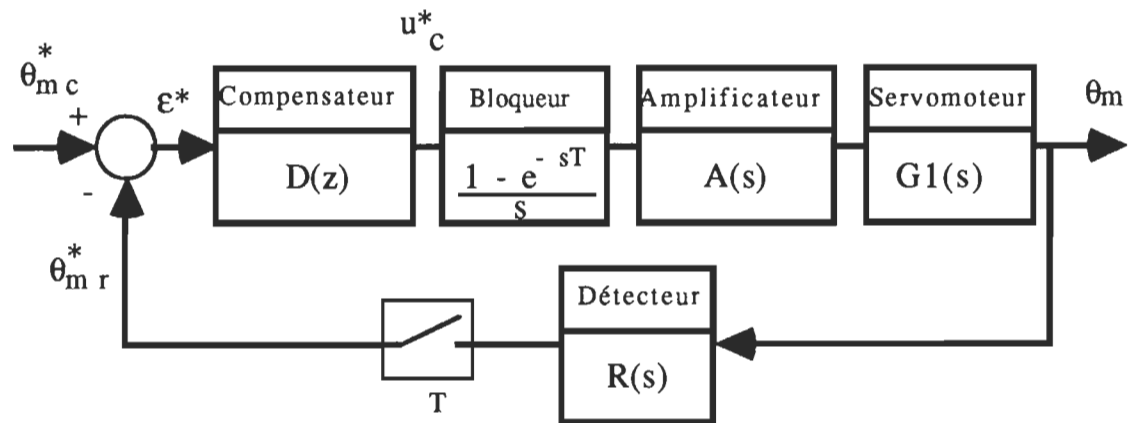 u*c
θ*m c
+
ε*
-
θ*m r
Compensateur
D(z)
Bloqueur
1 - e^- sT
s
Amplificateur
A(s)
Servomoteur
G1(s)
θm
Détecteur
R(s)
T